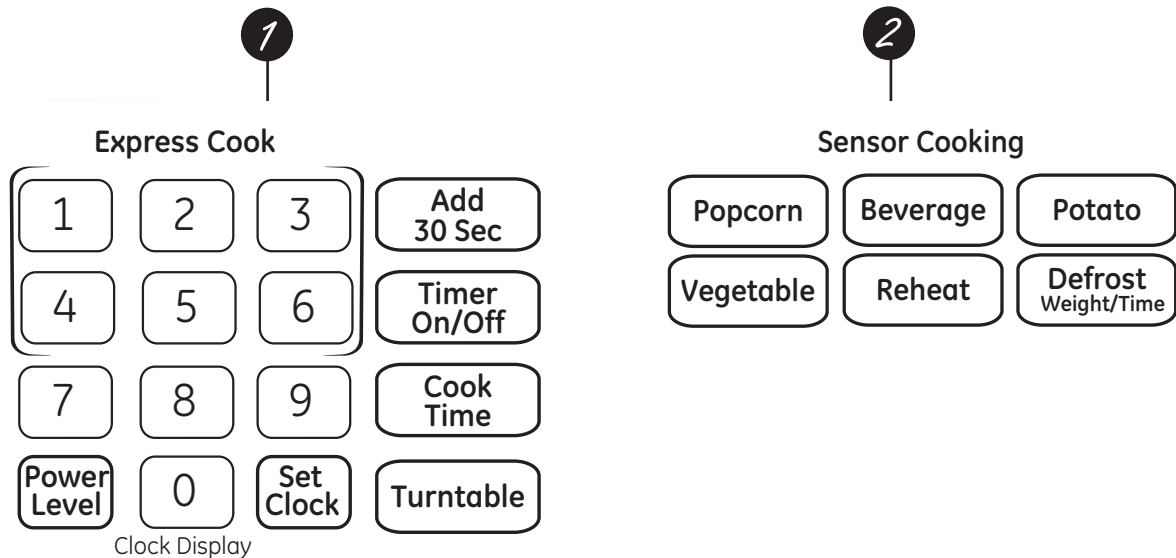 1
2
Express Cook
1 2 3 Add
30 Sec
4 5 6 Timer
On/Off
7 8 9 Cook
Time
Power
Level
0
Set
Clock
Turntable
Clock Display
Sensor Cooking
Popcorn
Beverage
Potato
Vegetable
Reheat
Defrost
Weight/Time